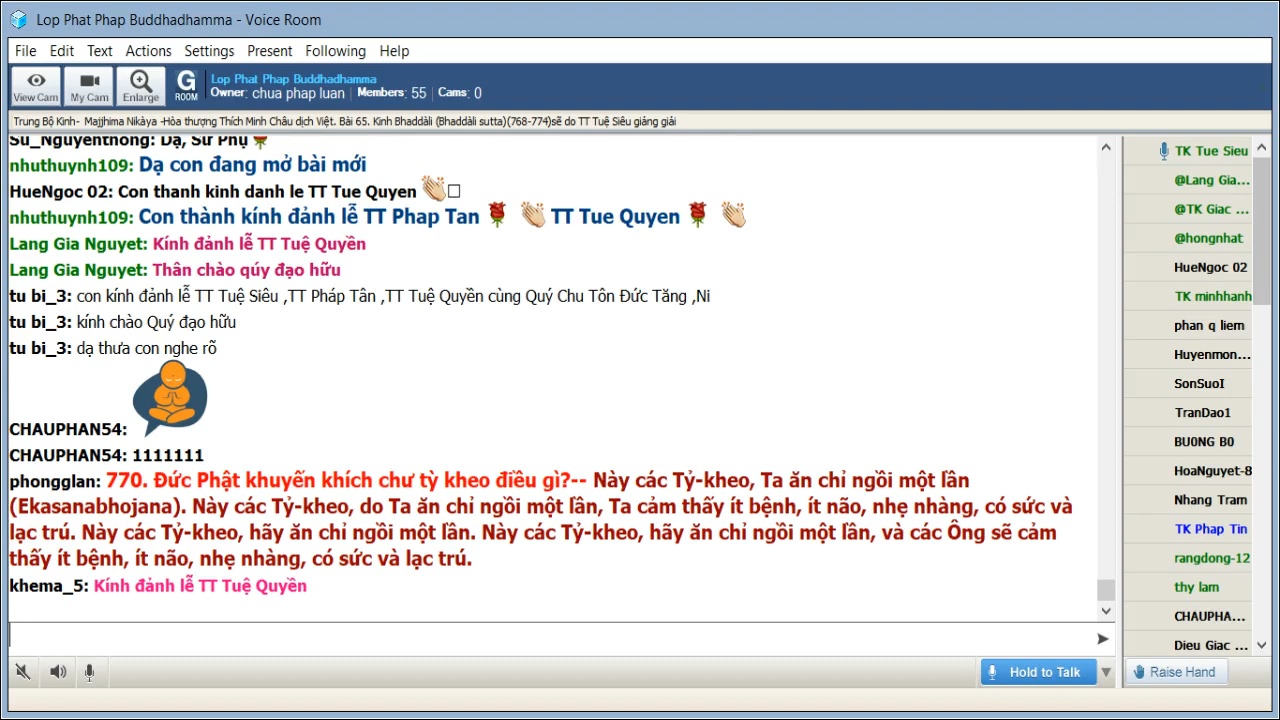 Lop Phat Phap Buddhadhamma - Voice Room
File Edit Text Actions Settings Present Following Help
View Cam My Cam Enlarge G ROOM
Lop Phat Phap Buddhadhamma
Owner: chua phap luan Members: 55 Cams: 0
Trung Bộ Kinh- Majjhima Nikàya -Hòa thượng Thích Minh Châu dịch Việt. Bài 65. Kinh Bhaddàli (Bhaddàli sutta)(768-774)sẽ do TT Tuệ Siêu giảng giải
Su_Nguyenthong: Dạ, Sư Phụ
nhuthuynh109: Dạ con đang mở bài mới
HueNgoc 02: Con thanh kinh danh le TT Tue Quyen
nhuthuynh109: Con thành kính đảnh lễ TT Phap Tan TT Tue Quyen
Lang Gia Nguyet: Kính đảnh lễ TT Tuệ Quyền
Lang Gia Nguyet: Thân chào qúy đạo hữu
tu bi_3: con kính đảnh lễ TT Tuệ Siêu ,TT Pháp Tân ,TT Tuệ Quyền cùng Quý Chu Tôn Đức Tăng ,Ni
tu bi_3: kính chào Quý đạo hữu
tu bi_3: dạ thưa con nghe rõ
CHAUPHAN54:
CHAUPHAN54: 1111111
phongglan: 770. Đức Phật khuyến khích chư tỳ kheo điều gì?-- Này các Tỷ-kheo, Ta ăn chỉ ngồi một lần
(Ekasanabhojana). Này các Tỷ-kheo, do Ta ăn chỉ ngồi một lần, Ta cảm thấy ít bệnh, ít não, nhẹ nhàng, có sức và
lạc trú. Này các Tỷ-kheo, hãy ăn chỉ ngồi một lần. Này các Tỷ-kheo, hãy ăn chỉ ngồi một lần, và các Ông sẽ cảm
thấy ít bệnh, ít não, nhẹ nhàng, có sức và lạc trú.
khema_5: Kính đảnh lễ TT Tuệ Quyền
TK Tue Sieu
@Lang Gia...
@TK Giac ...
@hongnhat
HueNgoc 02
TK minhhanh
phan q liem
Huyenmon...
SonSuoI
TranDao1
BU0NG B0
HoaNguyet-8
Nhang Tram
TK Phap Tin
rangdong-12
thy lam
CHAUPHA...
Dieu Giac ...
Hold to Talk
Raise Hand